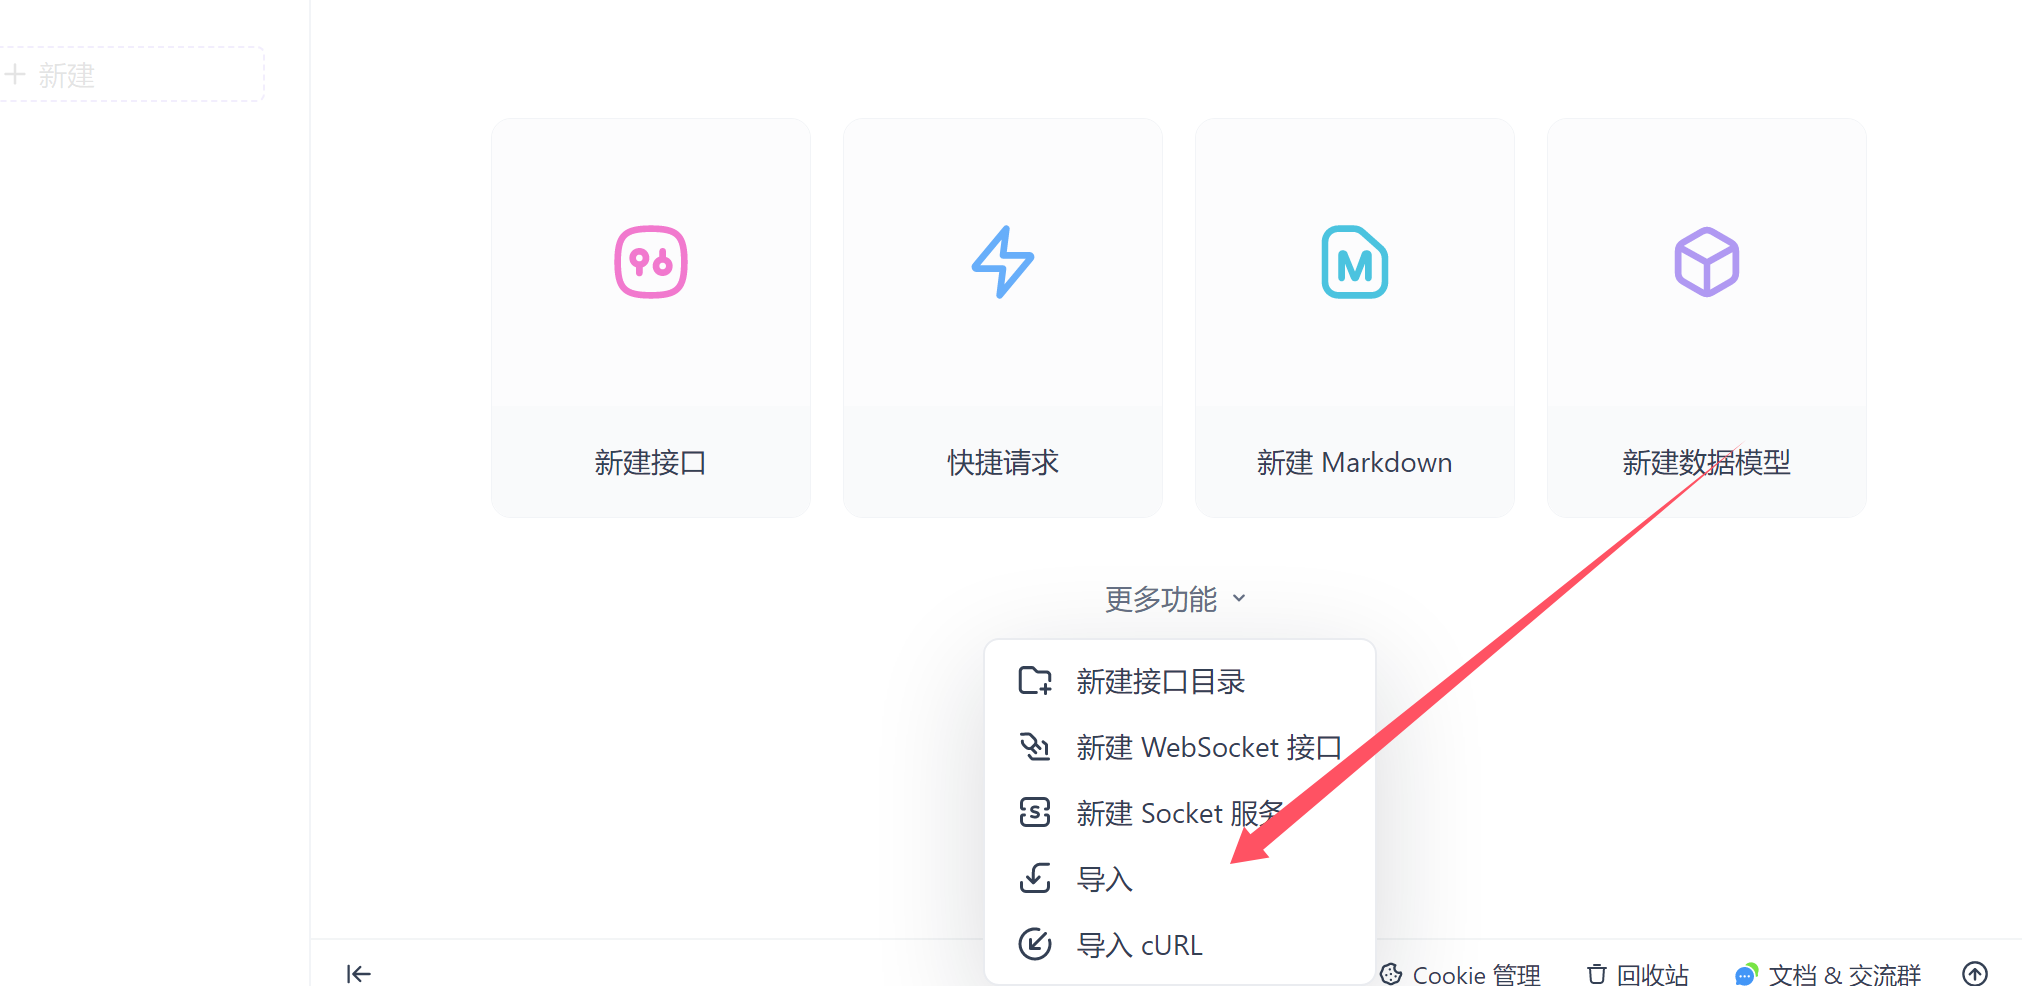 新建
新建接口
快捷请求
新建 Markdown
新建数据模型
更多功能
新建接口目录
新建 WebSocket 接口
新建 Socket 服务
导入
导入 cURL
Cookie 管理
回收站
文档 & 交流群